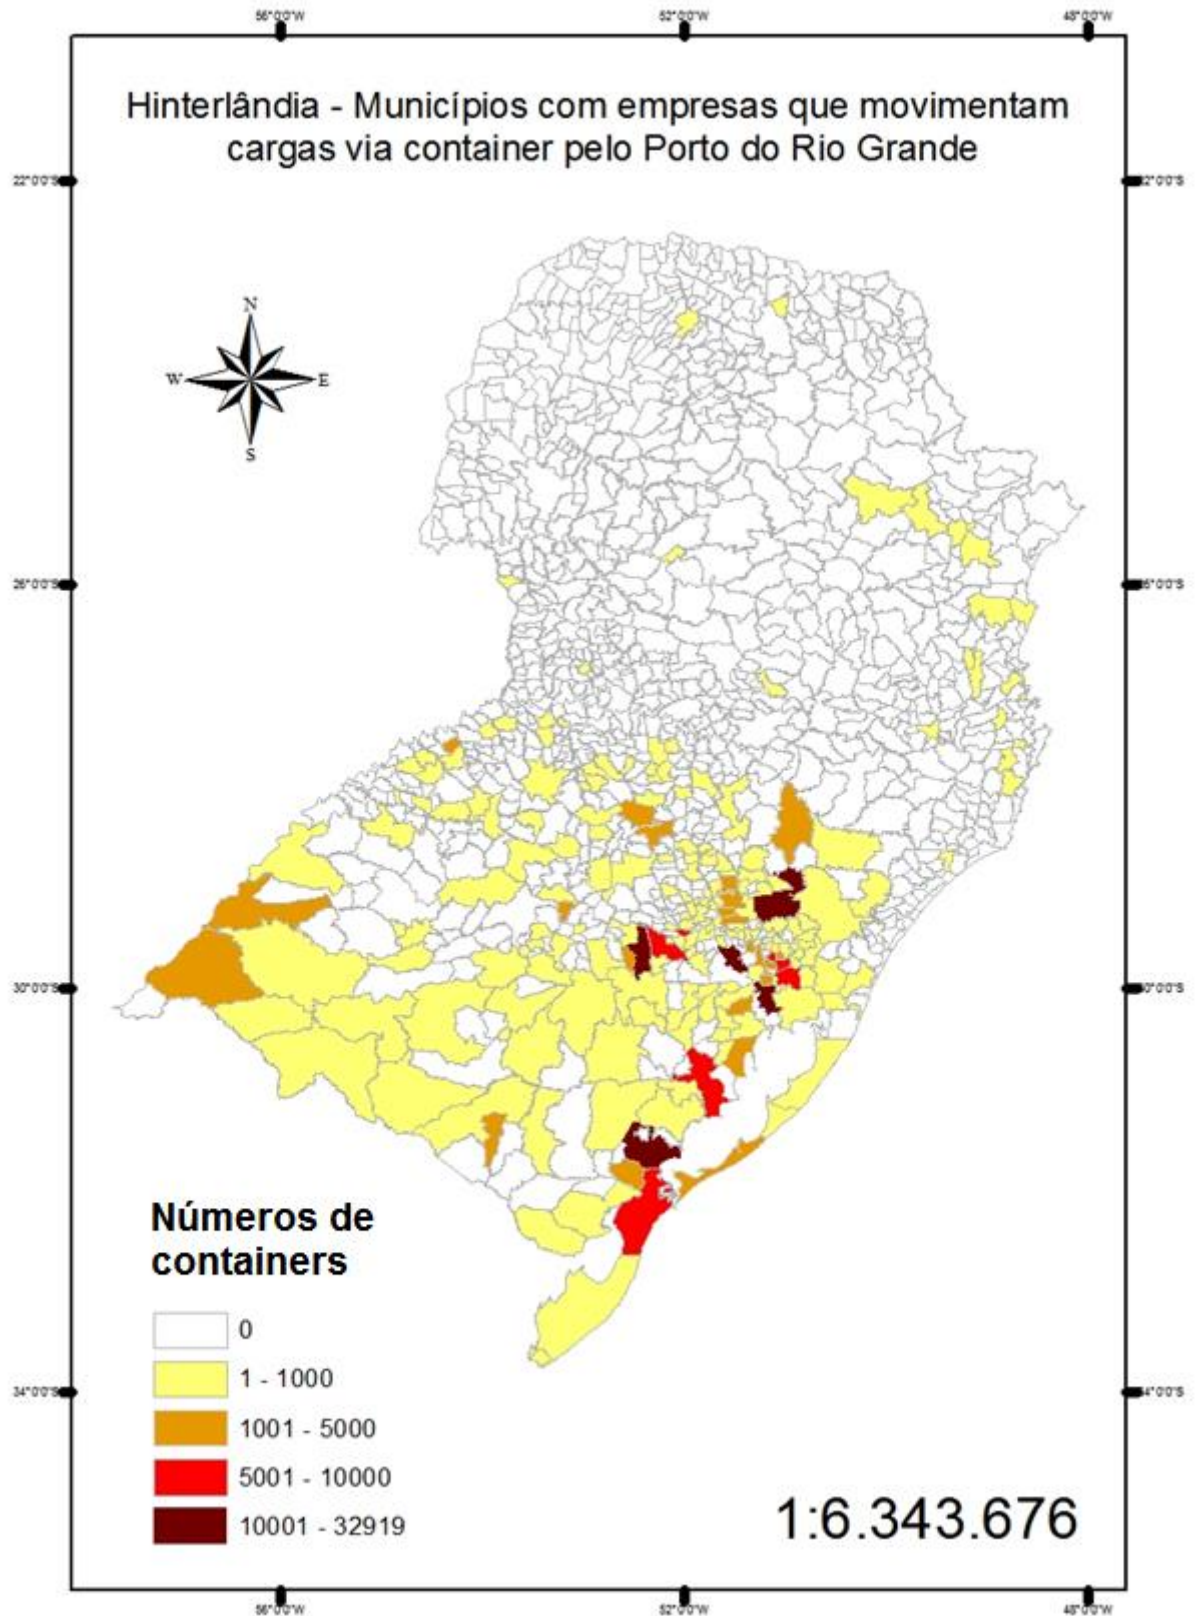 56°0'0"W 52°0'0"W 48°0'0"W
Hinterlândia - Municípios com empresas que movimentam
cargas via container pelo Porto do Rio Grande
22°0'0"S 22°0'0"S
N
W E
S
26°0'0"S 26°0'0"S
30°0'0"S 30°0'0"S
Números de
containers
0
1 - 1000
34°0'0"S 34°0'0"S
1001 - 5000
5001 - 10000
10001 - 32919
1:6.343.676
56°0'0"W 52°0'0"W 48°0'0"W